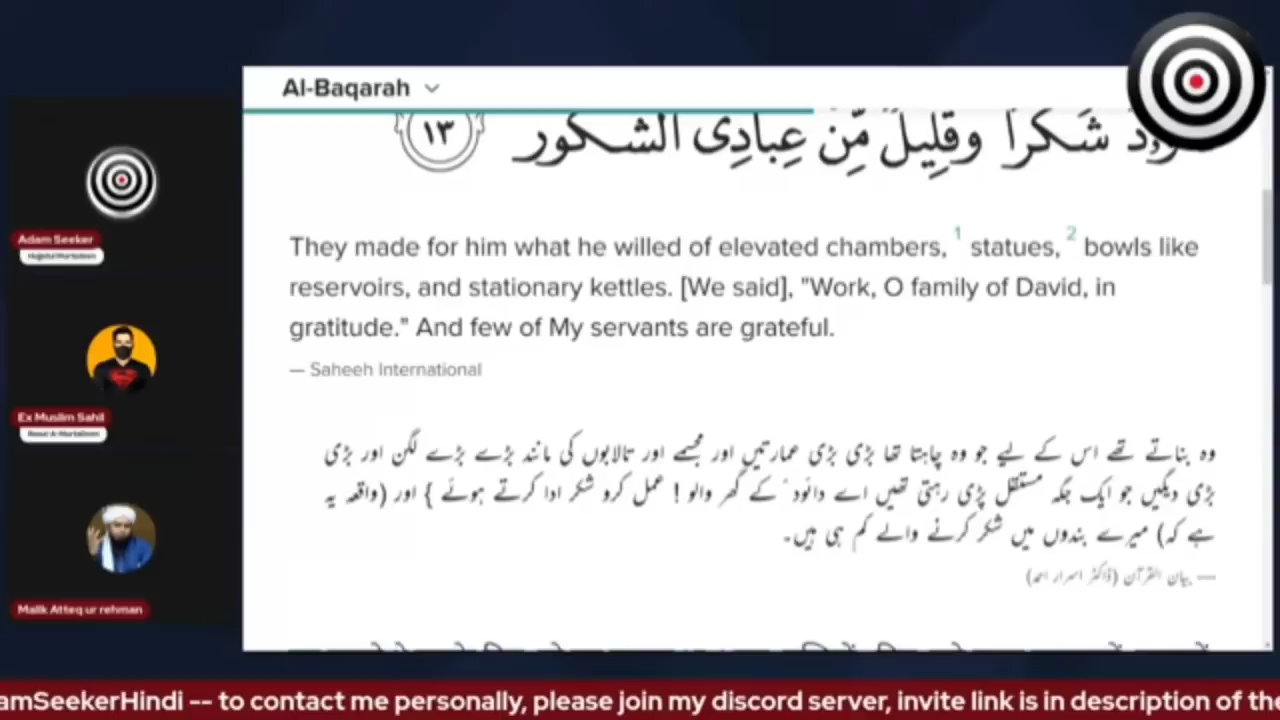 Al-Baqarah
شُكْرًا وَقَلِيلٌ مِّنْ عِبَادِيَ الشَّكُورُ ١٣
They made for him what he willed of elevated chambers, 1 statues, 2 bowls like
reservoirs, and stationary kettles. [We said], "Work, O family of David, in
gratitude." And few of My servants are grateful.
— Saheeh International
وہ بناتے تھے اس کے لیے جو وہ چاہتا تھا بڑی بڑی عمارتیں اور مجسمے اور تالابوں کی مانند بڑے بڑے لگن اور بڑی
بڑی دیگیں جو ایک جگہ مستقل پڑی رہتی تھیں اے دائود ؑ کے گھر والو ! عمل کرو شکر ادا کرتے ہوئے } اور (واقعہ یہ
ہے کہ) میرے بندوں میں شکر کرنے والے کم ہی ہیں۔
— بیان القرآن (ڈاکٹر اسرار احمد)
Adam Seeker
Ex Muslim Sahil
Malik Atteq ur rehman
amSeekerHindi -- to contact me personally, please join my discord server, invite link is in description of the